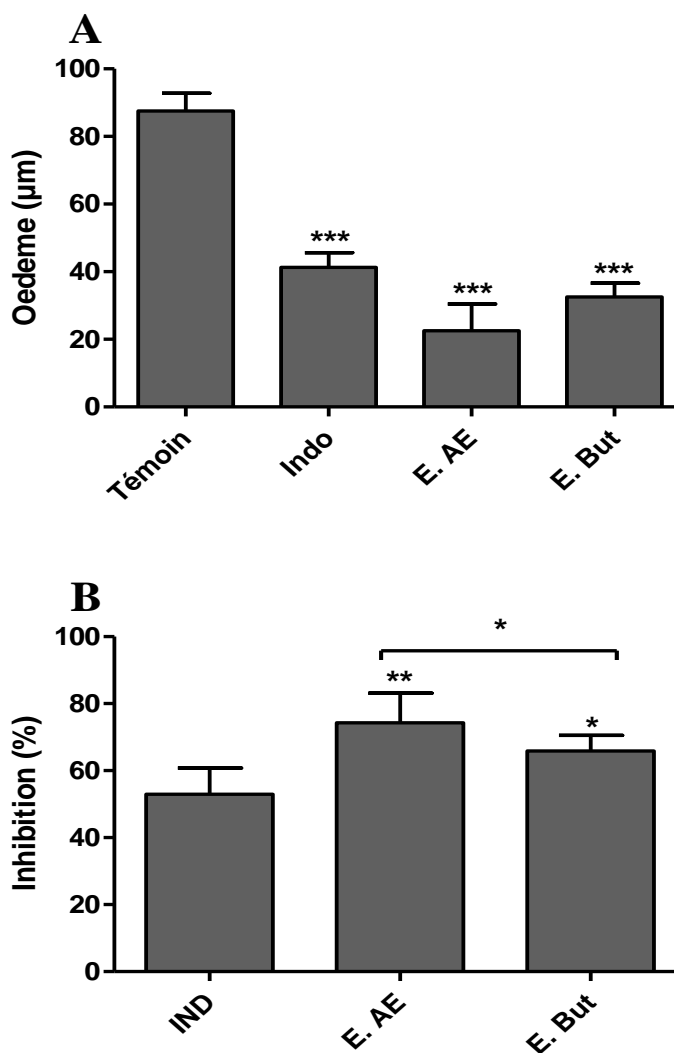 A
Oedeme (µm)
100
80
60
40
20
0
***
***
***
Témoin
Indo
E. AE
E. But
B
Inhibition (%)
100
80
60
40
20
0
*
**
*
IND
E. AE
E. But